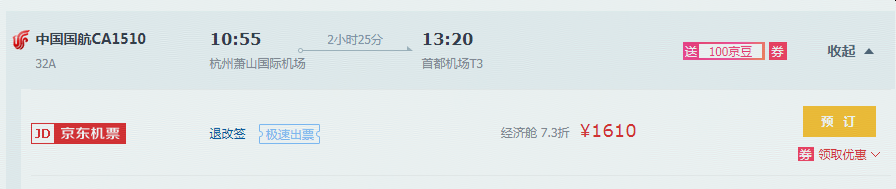 中国国航CA1510 10:55 2小时25分 13:20 送 100京豆 券 收起
32A 杭州萧山国际机场 首都机场T3
JD 京东机票 退改签 极速出票 经济舱 7.3折 ¥1610 预 订
券 领取优惠